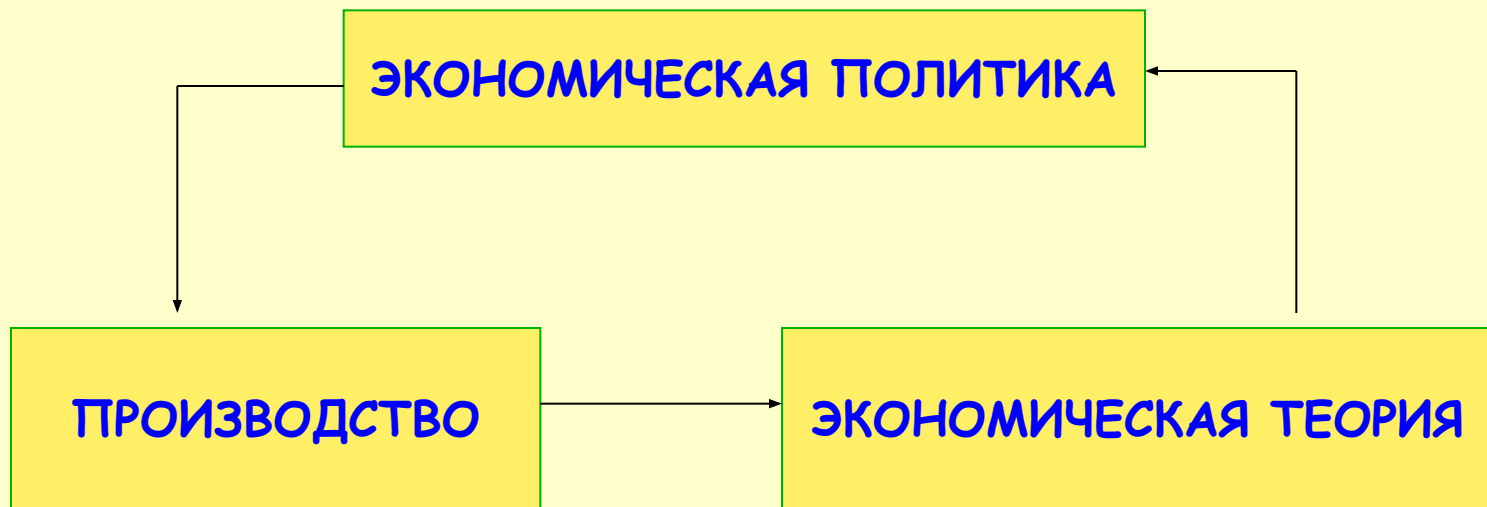 ЭКОНОМИЧЕСКАЯ ПОЛИТИКА
ПРОИЗВОДСТВО
ЭКОНОМИЧЕСКАЯ ТЕОРИЯ